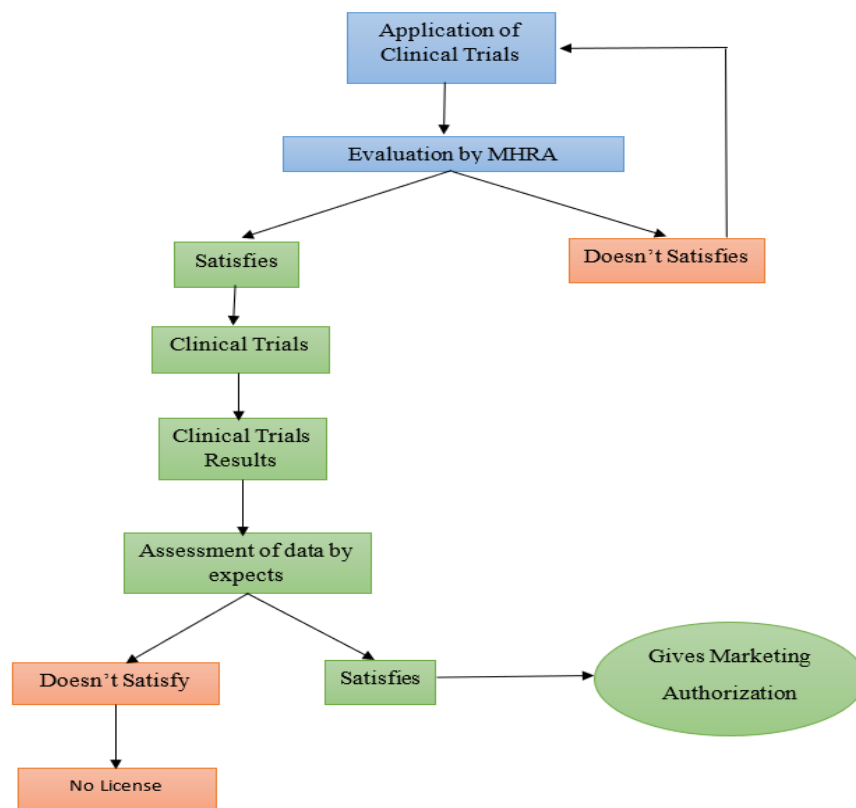 Application of
Clinical Trials
Evaluation by MHRA
Satisfies
Doesn’t Satisfies
Clinical Trials
Clinical Trials
Results
Assessment of data by
expects
Doesn’t Satisfy
Satisfies
Gives Marketing
Authorization
No License